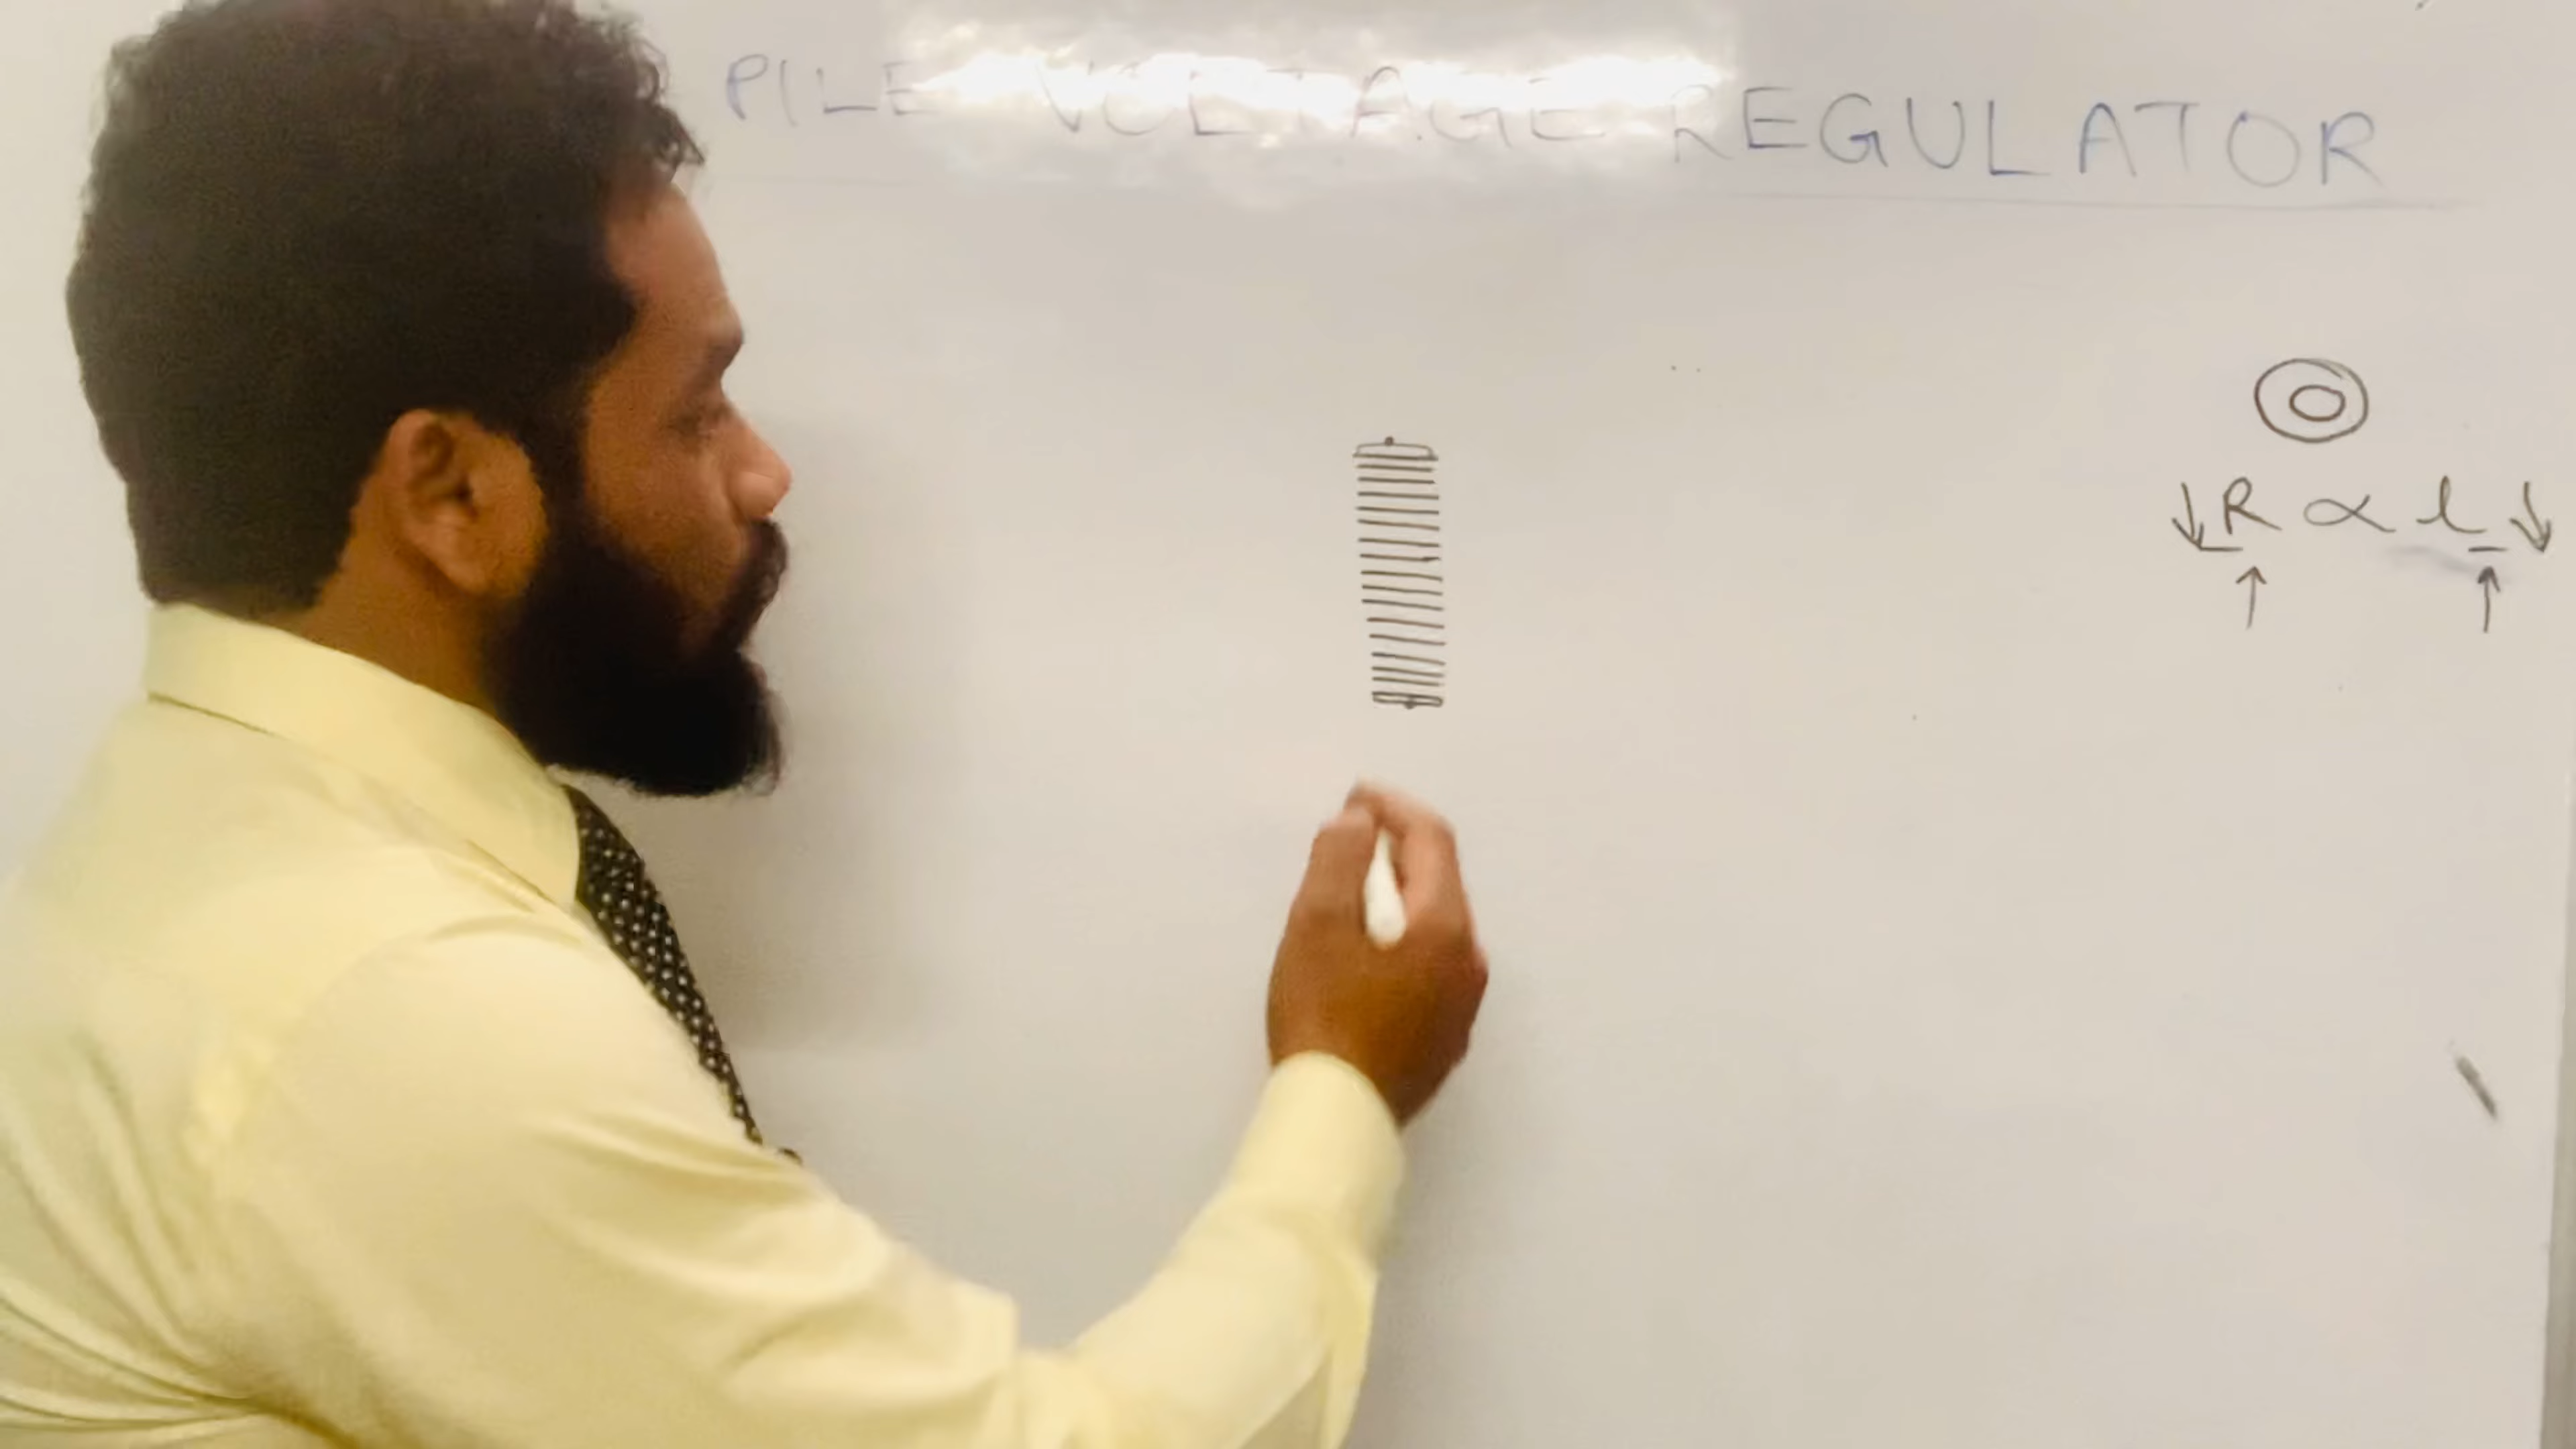 PILE VOLTAGE REGULATOR
↓R ∝ l↓
↑ ↑